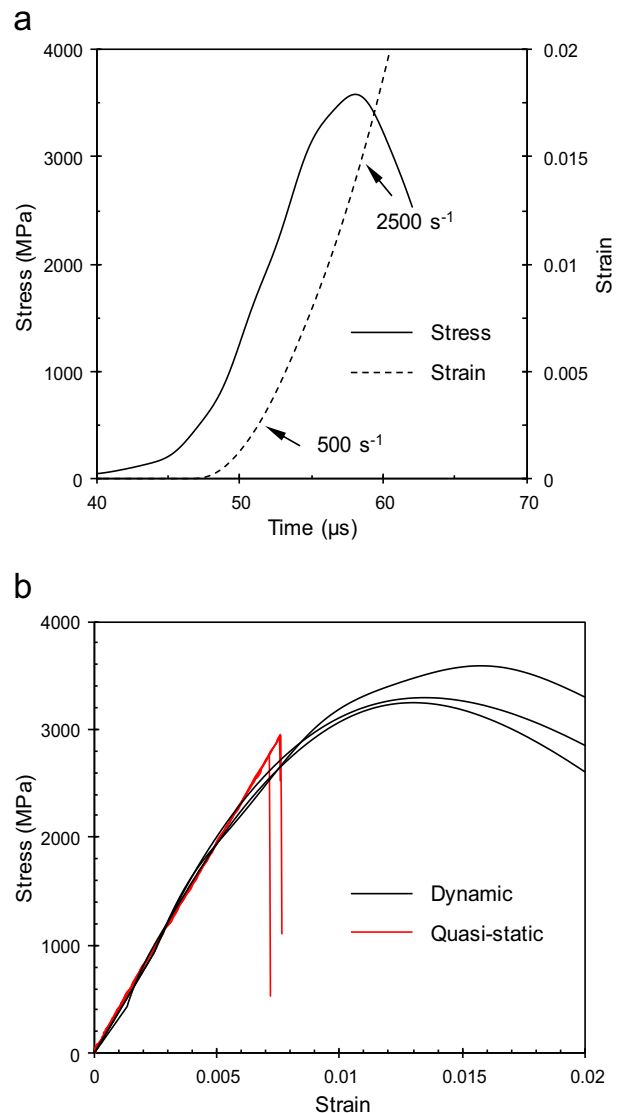 a
4000
3000
2000
1000
0
Stress (MPa)
0.02
0.015
0.01
0.005
0
Strain
2500 s⁻¹
Stress
Strain
500 s⁻¹
40 50 60 70
Time (µs)
b
4000
3000
2000
1000
0
Stress (MPa)
Dynamic
Quasi-static
0 0.005 0.01 0.015 0.02
Strain